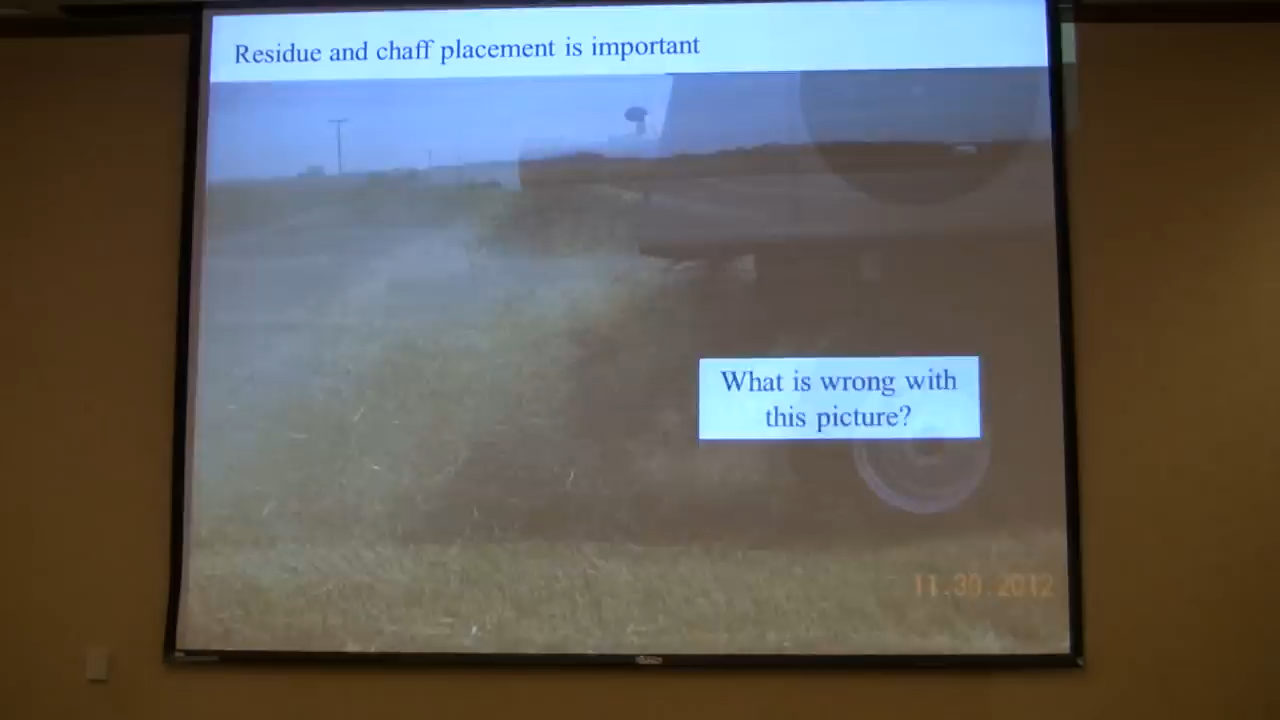 Residue and chaff placement is important
What is wrong with
this picture?
11.30.2012